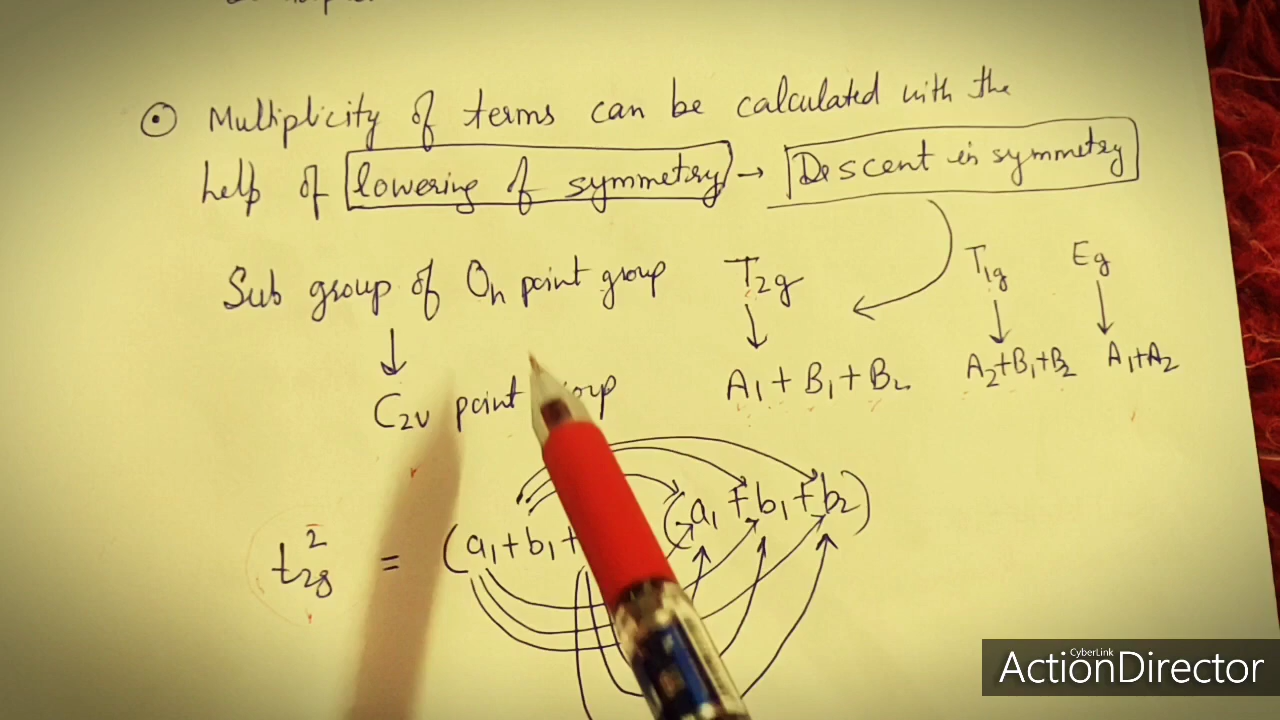 ⊙ Multiplicity of terms can be calculated with the
help of lowering of symmetry → Descent in symmetry
Sub group of Oh point group T2g T1g Eg
↓ ↓ ↓ ↓
C2v point A1 + B1 + B2 A2+B1+B2 A1+A2
t2g² = (a1+b1+ (a1+b1+b2)
CyberLink
ActionDirector